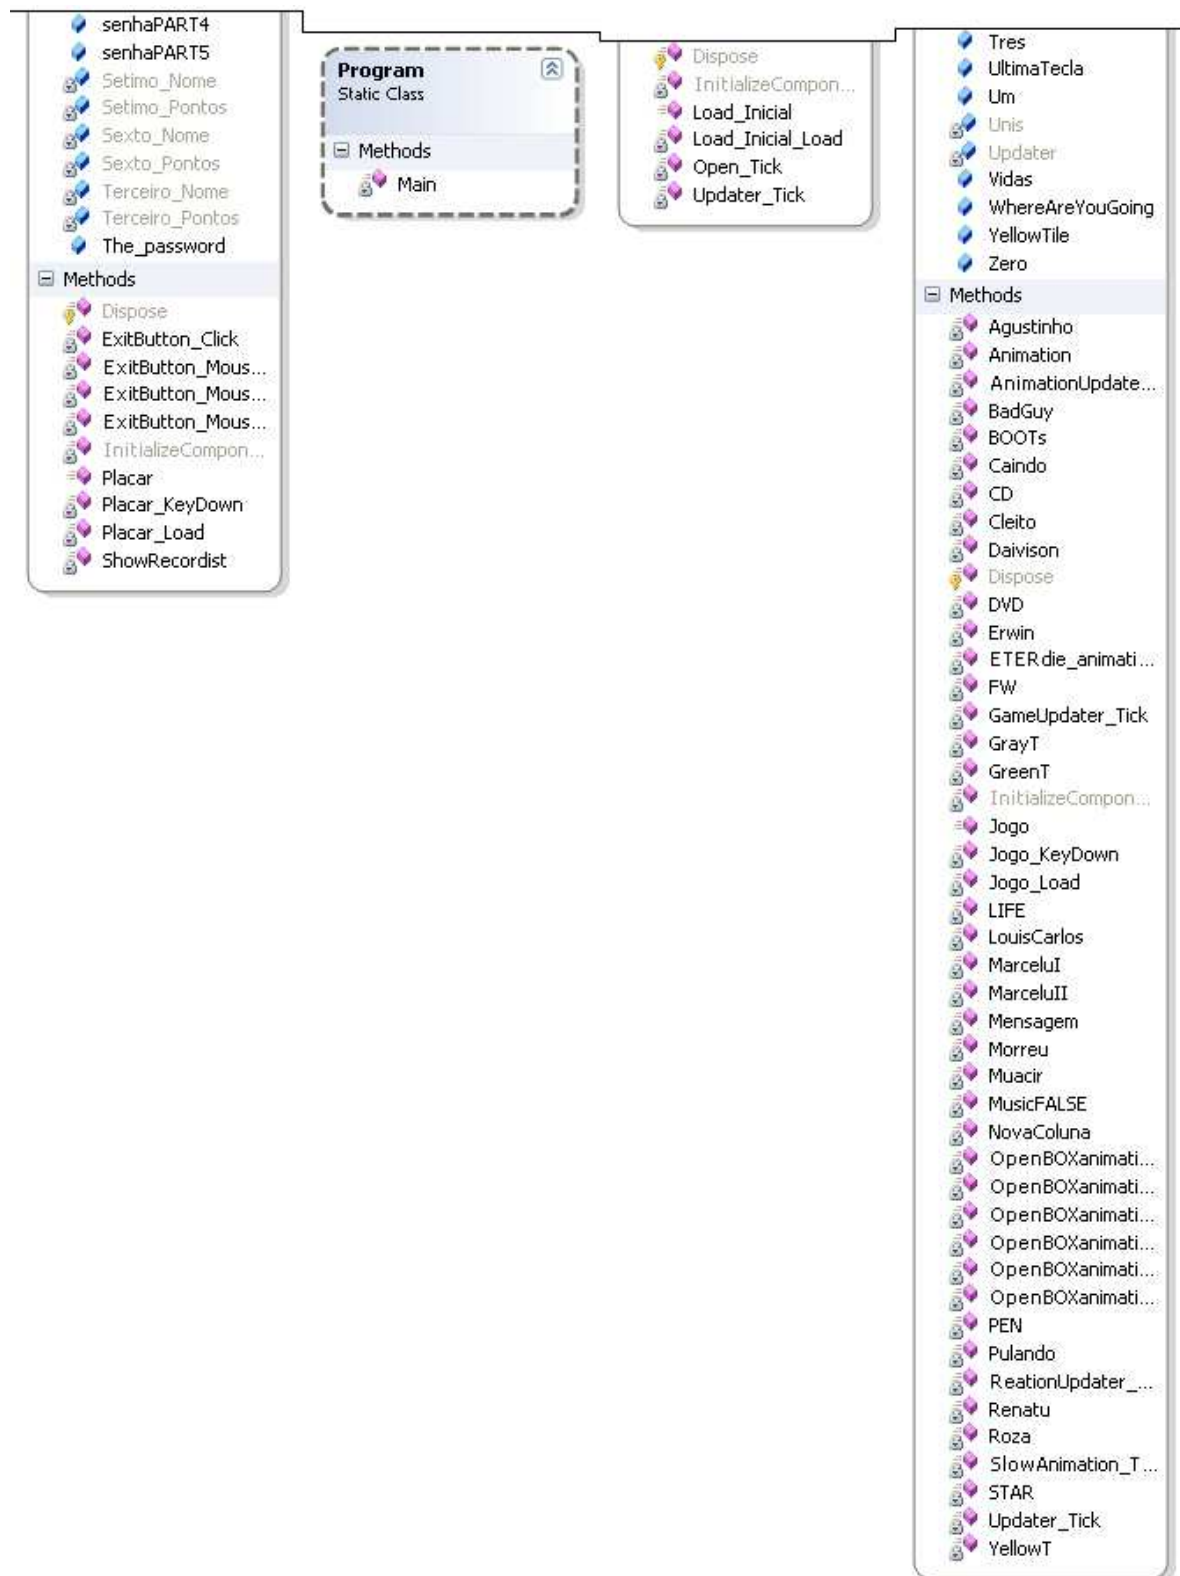 senhaPART4
senhaPART5
Setimo_Nome
Setimo_Pontos
Sexto_Nome
Sexto_Pontos
Terceiro_Nome
Terceiro_Pontos
The_password
Methods
Dispose
ExitButton_Click
ExitButton_Mous...
ExitButton_Mous...
ExitButton_Mous...
InitializeCompon...
Placar
Placar_KeyDown
Placar_Load
ShowRecordist
Program
Static Class
Methods
Main
Dispose
InitializeCompon...
Load_Inicial
Load_Inicial_Load
Open_Tick
Updater_Tick
Tres
UltimaTecla
Um
Unis
Updater
Vidas
WhereAreYouGoing
YellowTile
Zero
Methods
Agustinho
Animation
AnimationUpdate...
BadGuy
BOOTs
Caindo
CD
Cleito
Daivison
Dispose
DVD
Erwin
ETERdie_animati...
FW
GameUpdater_Tick
GrayT
GreenT
InitializeCompon...
Jogo
Jogo_KeyDown
Jogo_Load
LIFE
LouisCarlos
MarceluI
MarceluII
Mensagem
Morreu
Muacir
MusicFALSE
NovaColuna
OpenBOXanimati...
OpenBOXanimati...
OpenBOXanimati...
OpenBOXanimati...
OpenBOXanimati...
OpenBOXanimati...
PEN
Pulando
ReationUpdater_...
Renatu
Roza
SlowAnimation_T...
STAR
Updater_Tick
YellowT